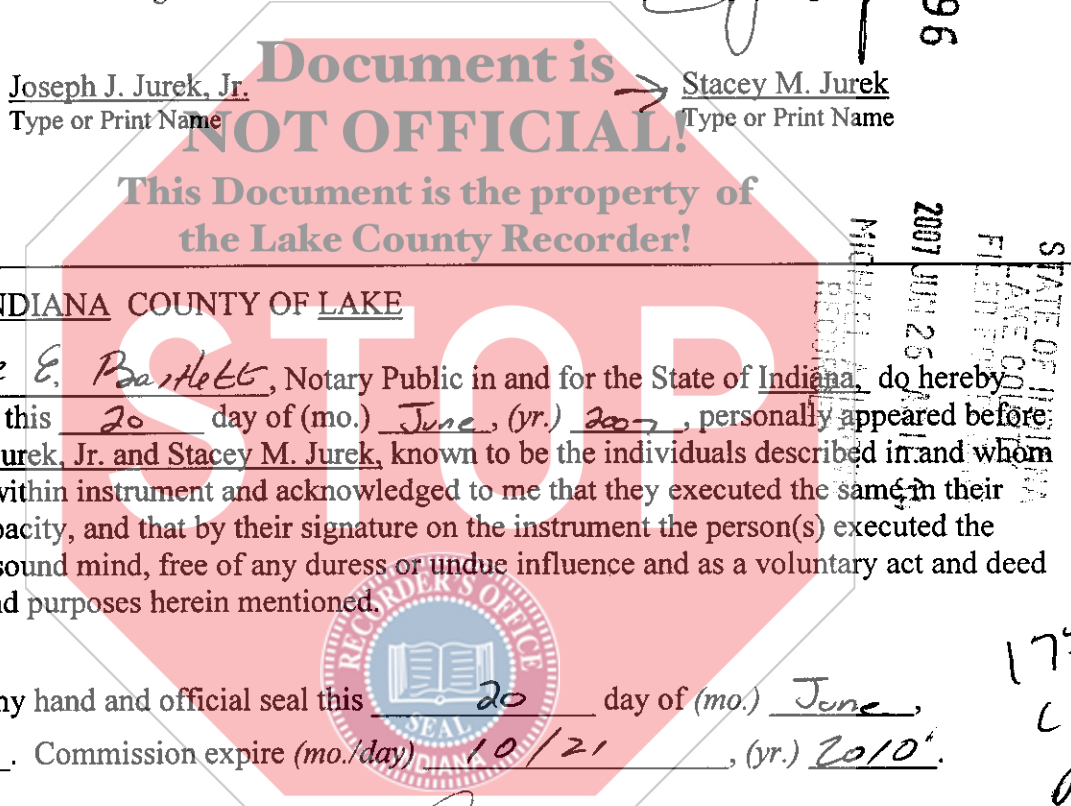 96
Document is
NOT OFFICIAL!
This Document is the property of
the Lake County Recorder!
Joseph J. Jurek, Jr. Stacey M. Jurek
Type or Print Name Type or Print Name
STATE OF INDIANA
LAKE COUNTY
2007 JUN 26
STOP
NDIANA COUNTY OF LAKE
E. Bartlett, Notary Public in and for the State of Indiana, do hereby
this 20 day of (mo.) June, (yr.) 2007, personally appeared before
urek, Jr. and Stacey M. Jurek, known to be the individuals described in and whom
within instrument and acknowledged to me that they executed the same in their
pacity, and that by their signature on the instrument the person(s) executed the
sound mind, free of any duress or undue influence and as a voluntary act and deed
nd purposes herein mentioned.
RECORDER'S OFFICE
SEAL
INDIANA
ny hand and official seal this 20 day of (mo.) June,
. Commission expire (mo./day) 10/21, (yr.) 2010.